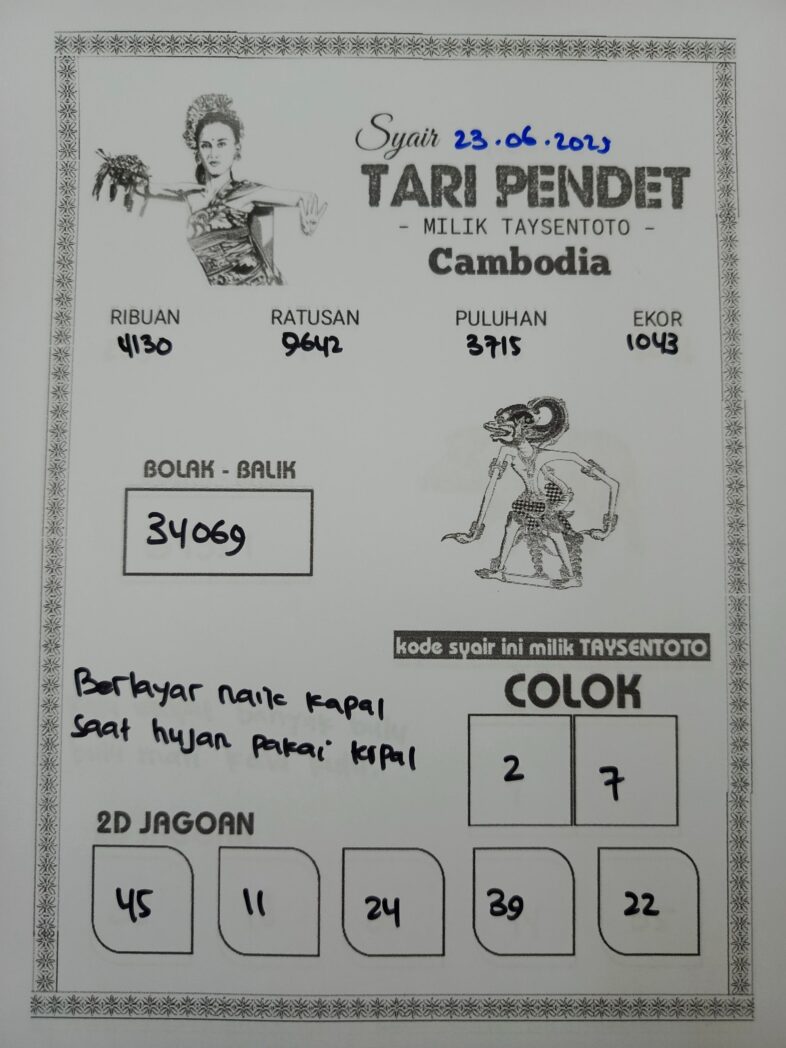 Syair 23.06.2025
TARI PENDET
- MILIK TAYSENTOTO -
Cambodia
RIBUAN RATUSAN PULUHAN EKOR
4130 9642 3715 1043
BOLAK - BALIK
34069
kode syair ini milik TAYSENTOTO
Berlayar naik kapal
saat hujan pakai kipal
COLOK
2 7
2D JAGOAN
45 11 24 39 22